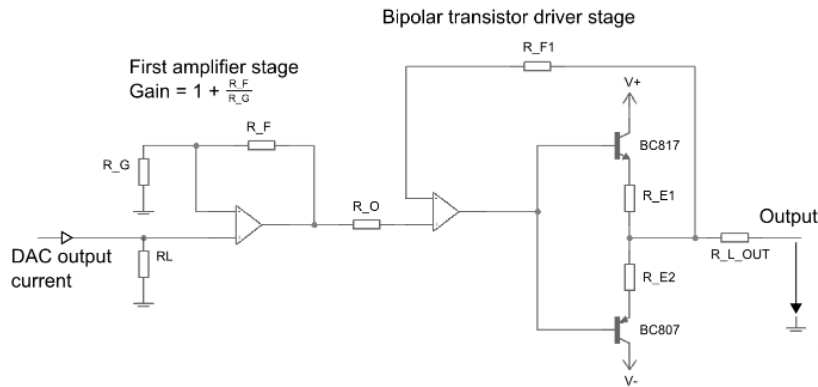 Bipolar transistor driver stage
R_F1
First amplifier stage
Gain = 1 + R_F/R_G
V+
R_F
BC817
R_G
R_E1
R_O
Output
DAC output
current
RL
R_L_OUT
R_E2
BC807
V-